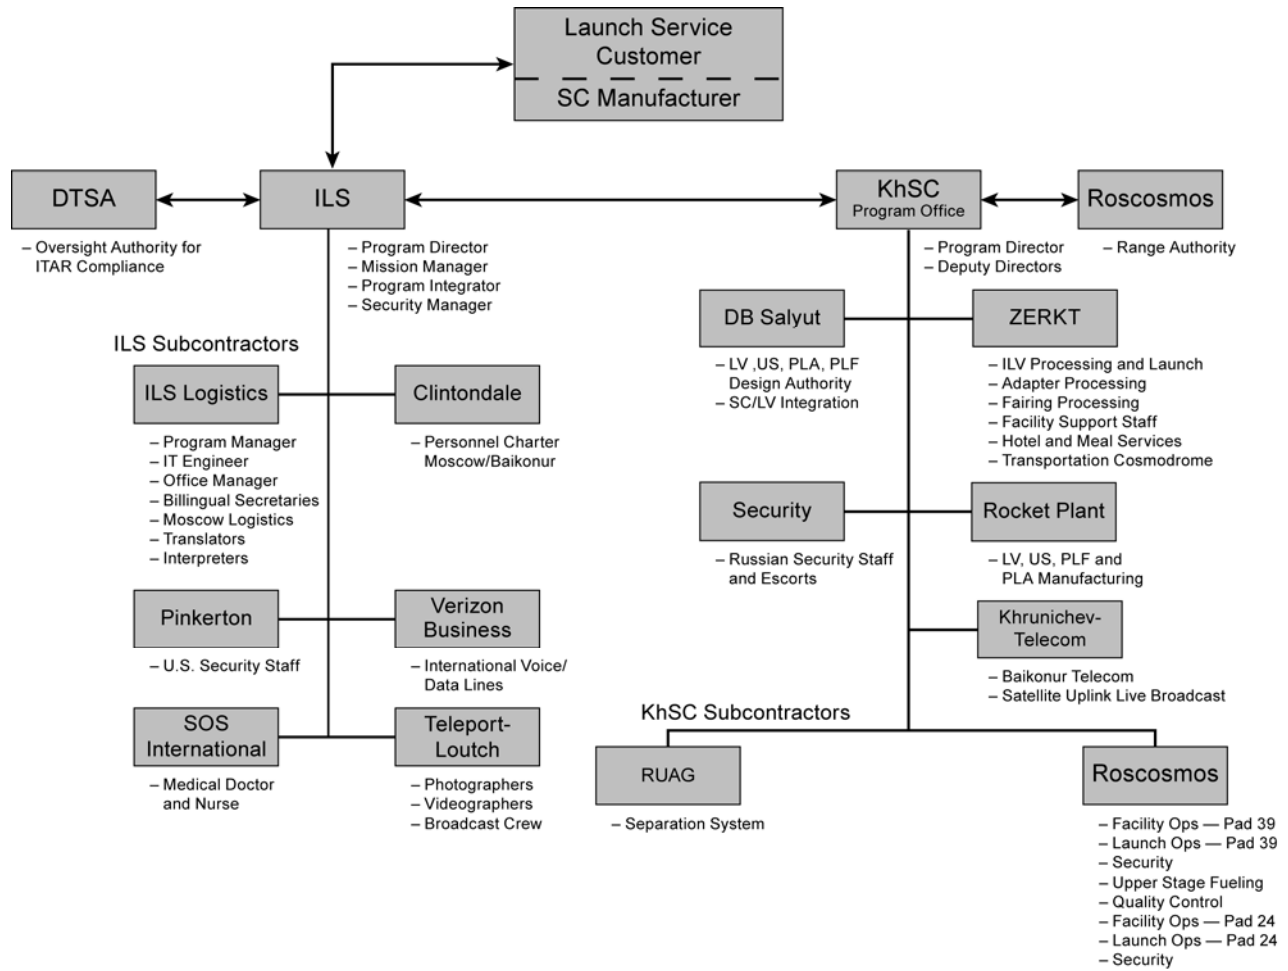 Launch Service
Customer
SC Manufacturer
DTSA
– Oversight Authority for
ITAR Compliance
ILS
– Program Director
– Mission Manager
– Program Integrator
– Security Manager
KhSC
Program Office
– Program Director
– Deputy Directors
Roscosmos
– Range Authority
ILS Subcontractors
ILS Logistics
– Program Manager
– IT Engineer
– Office Manager
– Billingual Secretaries
– Moscow Logistics
– Translators
– Interpreters
Clintondale
– Personnel Charter
Moscow/Baikonur
Pinkerton
– U.S. Security Staff
Verizon
Business
– International Voice/
Data Lines
SOS
International
– Medical Doctor
and Nurse
Teleport-
Loutch
– Photographers
– Videographers
– Broadcast Crew
DB Salyut
– LV ,US, PLA, PLF
Design Authority
– SC/LV Integration
ZERKT
– ILV Processing and Launch
– Adapter Processing
– Fairing Processing
– Facility Support Staff
– Hotel and Meal Services
– Transportation Cosmodrome
Security
– Russian Security Staff
and Escorts
Rocket Plant
– LV, US, PLF and
PLA Manufacturing
Khrunichev-
Telecom
– Baikonur Telecom
– Satellite Uplink Live Broadcast
KhSC Subcontractors
RUAG
– Separation System
Roscosmos
– Facility Ops — Pad 39
– Launch Ops — Pad 39
– Security
– Upper Stage Fueling
– Quality Control
– Facility Ops — Pad 24
– Launch Ops — Pad 24
– Security